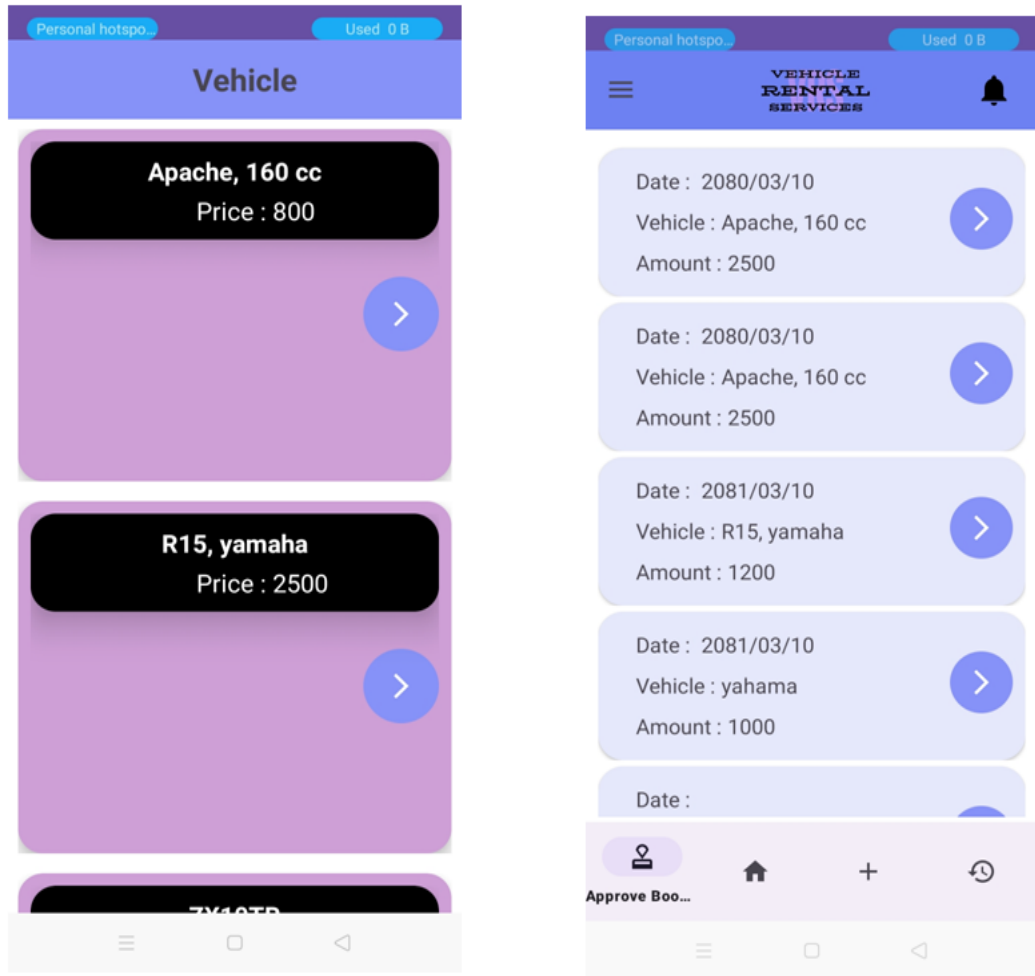 Personal hotspo...
Used 0 B
Vehicle
Apache, 160 cc
Price : 800
R15, yamaha
Price : 2500
Personal hotspo...
Used 0 B
VEHICLE
RENTAL
SERVICES
Date : 2080/03/10
Vehicle : Apache, 160 cc
Amount : 2500
Date : 2080/03/10
Vehicle : Apache, 160 cc
Amount : 2500
Date : 2081/03/10
Vehicle : R15, yamaha
Amount : 1200
Date : 2081/03/10
Vehicle : yahama
Amount : 1000
Date :
Approve Boo...